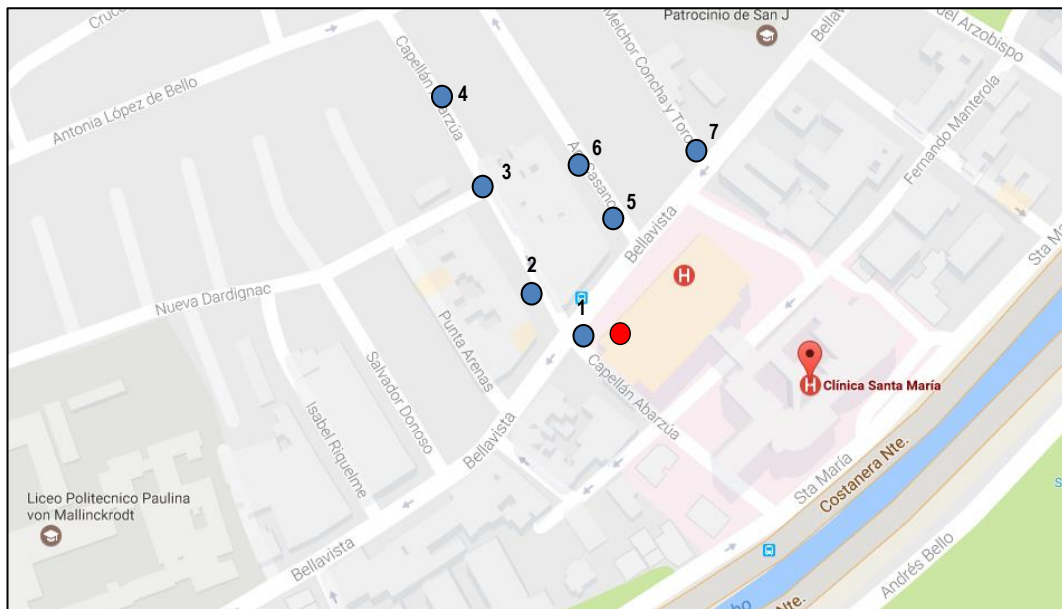 Patrocinio de San J
Bellavista
del Arzobispo
Capellán Abarzúa
Melchor Concha y Toro
Antonia López de Bello
4
6
7
Fernando Manterola
3
5
Bellavista
Sta
2
Nueva Dardignac
1
H
Punta Arenas
H
Clínica Santa María
Capellán Abarzúa
Salvador Donoso
Isabel Riquelme
Bellavista
Costanera Nte.
Sta María
Liceo Politecnico Paulina
von Mallinckrodt
Bellavista
Andrés Bello
Nte.